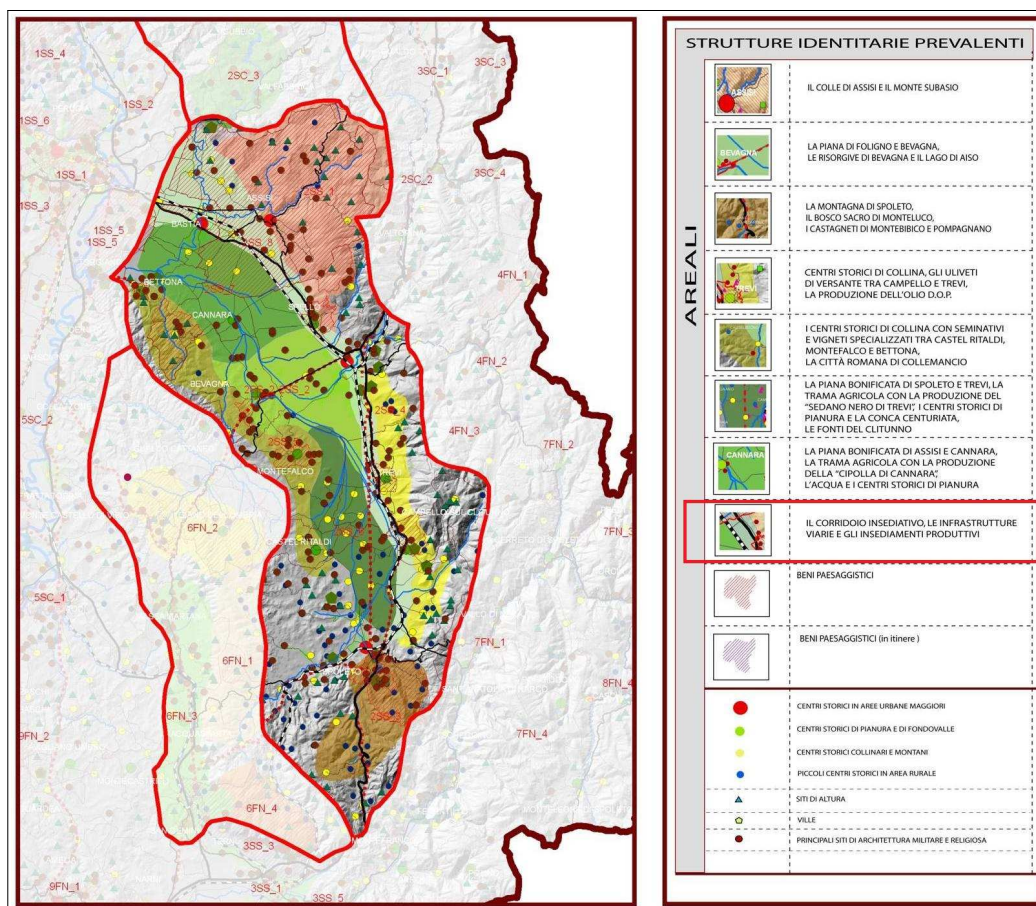 1SS_4
2SC_3
3SC_1
3SC_3
1SS_2
3SC_2
1SS_6
3SC_4
1SS_1
2SC_2
1SS_3
BASTIA
1SS_5
1SS_5
BETTONA
4FN_1
CANNARA
4FN_2
BEVAGNA
5SC_2
4FN_3
7FN_2
MONTEFALCO
TREVI
6FN_2
7FN_3
CASTEL RITALDI
5SC_1
7FN_1
6FN_1
8FN_4
6FN_3
9FN_2
7FN_4
6FN_4
3SS_3
9FN_1
3SS_1
3SS_5
STRUTTURE IDENTITARIE PREVALENTI
AREALI
ASSISI
IL COLLE DI ASSISI E IL MONTE SUBASIO
BEVAGNA
LA PIANA DI FOLIGNO E BEVAGNA,
LE RISORGIVE DI BEVAGNA E IL LAGO DI AISO
LA MONTAGNA DI SPOLETO,
IL BOSCO SACRO DI MONTELUCO,
I CASTAGNETI DI MONTEBIBICO E POMPAGNANO
TREVI
CENTRI STORICI DI COLLINA, GLI ULIVETI
DI VERSANTE TRA CAMPELLO E TREVI,
LA PRODUZIONE DELL'OLIO D.O.P.
I CENTRI STORICI DI COLLINA CON SEMINATIVI
E VIGNETI SPECIALIZZATI TRA CASTEL RITALDI,
MONTEFALCO E BETTONA,
LA CITTÀ ROMANA DI COLLEMANCIO
LA PIANA BONIFICATA DI SPOLETO E TREVI, LA
TRAMA AGRICOLA CON LA PRODUZIONE DEL
"SEDANO NERO DI TREVI", I CENTRI STORICI DI
PIANURA E LA CONCA CENTURIATA,
LE FONTI DEL CLITUNNO
CANNARA
LA PIANA BONIFICATA DI ASSISI E CANNARA,
LA TRAMA AGRICOLA CON LA PRODUZIONE
DELLA "CIPOLLA DI CANNARA",
L'ACQUA E I CENTRI STORICI DI PIANURA
IL CORRIDOIO INSEDIATIVO, LE INFRASTRUTTURE
VIARIE E GLI INSEDIAMENTI PRODUTTIVI
BENI PAESAGGISTICI
BENI PAESAGGISTICI (in itinere )
CENTRI STORICI IN AREE URBANE MAGGIORI
CENTRI STORICI DI PIANURA E DI FONDOVALLE
CENTRI STORICI COLLINARI E MONTANI
PICCOLI CENTRI STORICI IN AREA RURALE
SITI DI ALTURA
VILLE
PRINCIPALI SITI DI ARCHITETTURA MILITARE E RELIGIOSA